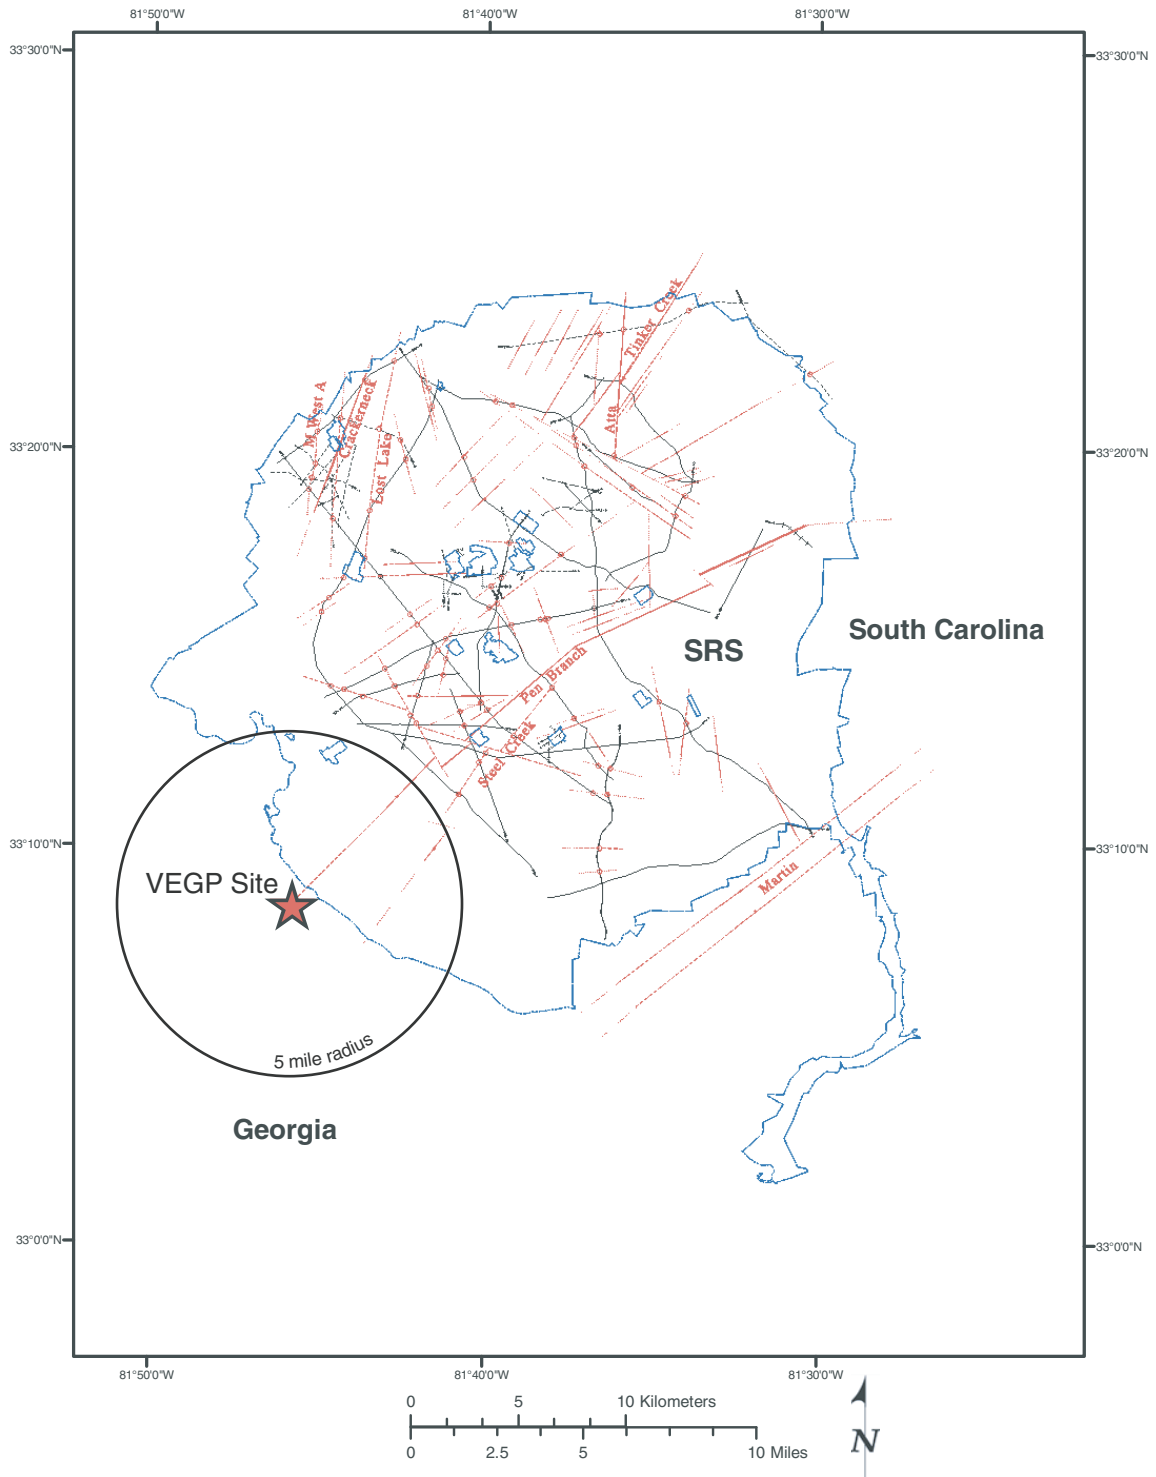 81°50'0"W 81°40'0"W 81°30'0"W
33°30'0"N 33°30'0"N
Tinker Creek
M West A
Crackerneck
Atta
Lost Lake
33°20'0"N 33°20'0"N
South Carolina
SRS
Pen Branch
Steel Creek
33°10'0"N 33°10'0"N
VEGP Site
Martin
5 mile radius
Georgia
33°0'0"N 33°0'0"N
81°50'0"W 81°40'0"W 81°30'0"W
0 5 10 Kilometers
0 2.5 5 10 Miles
N